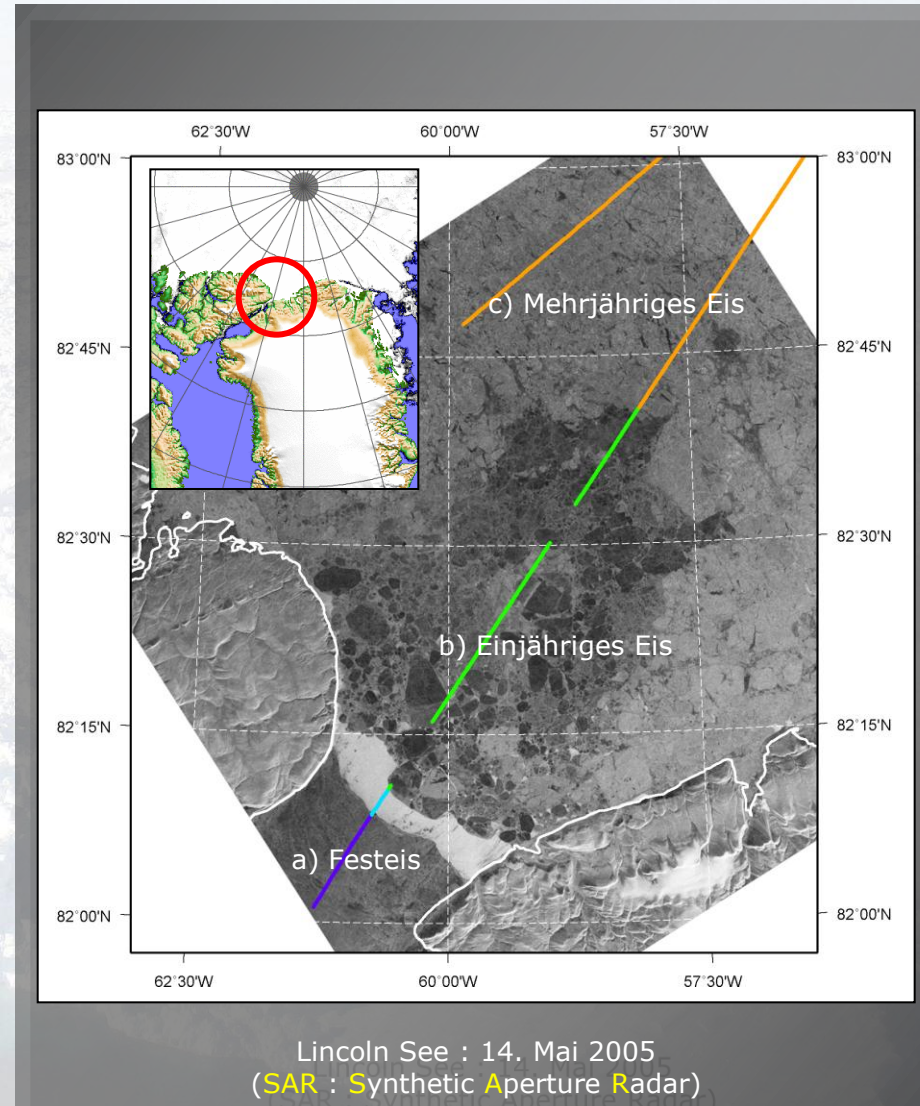 62°30'W 60°00'W 57°30'W
83°00'N 83°00'N
c) Mehrjähriges Eis
82°45'N 82°45'N
82°30'N 82°30'N
b) Einjähriges Eis
82°15'N 82°15'N
a) Festeis
82°00'N 82°00'N
62°30'W 60°00'W 57°30'W
Lincoln See : 14. Mai 2005
(SAR : Synthetic Aperture Radar)